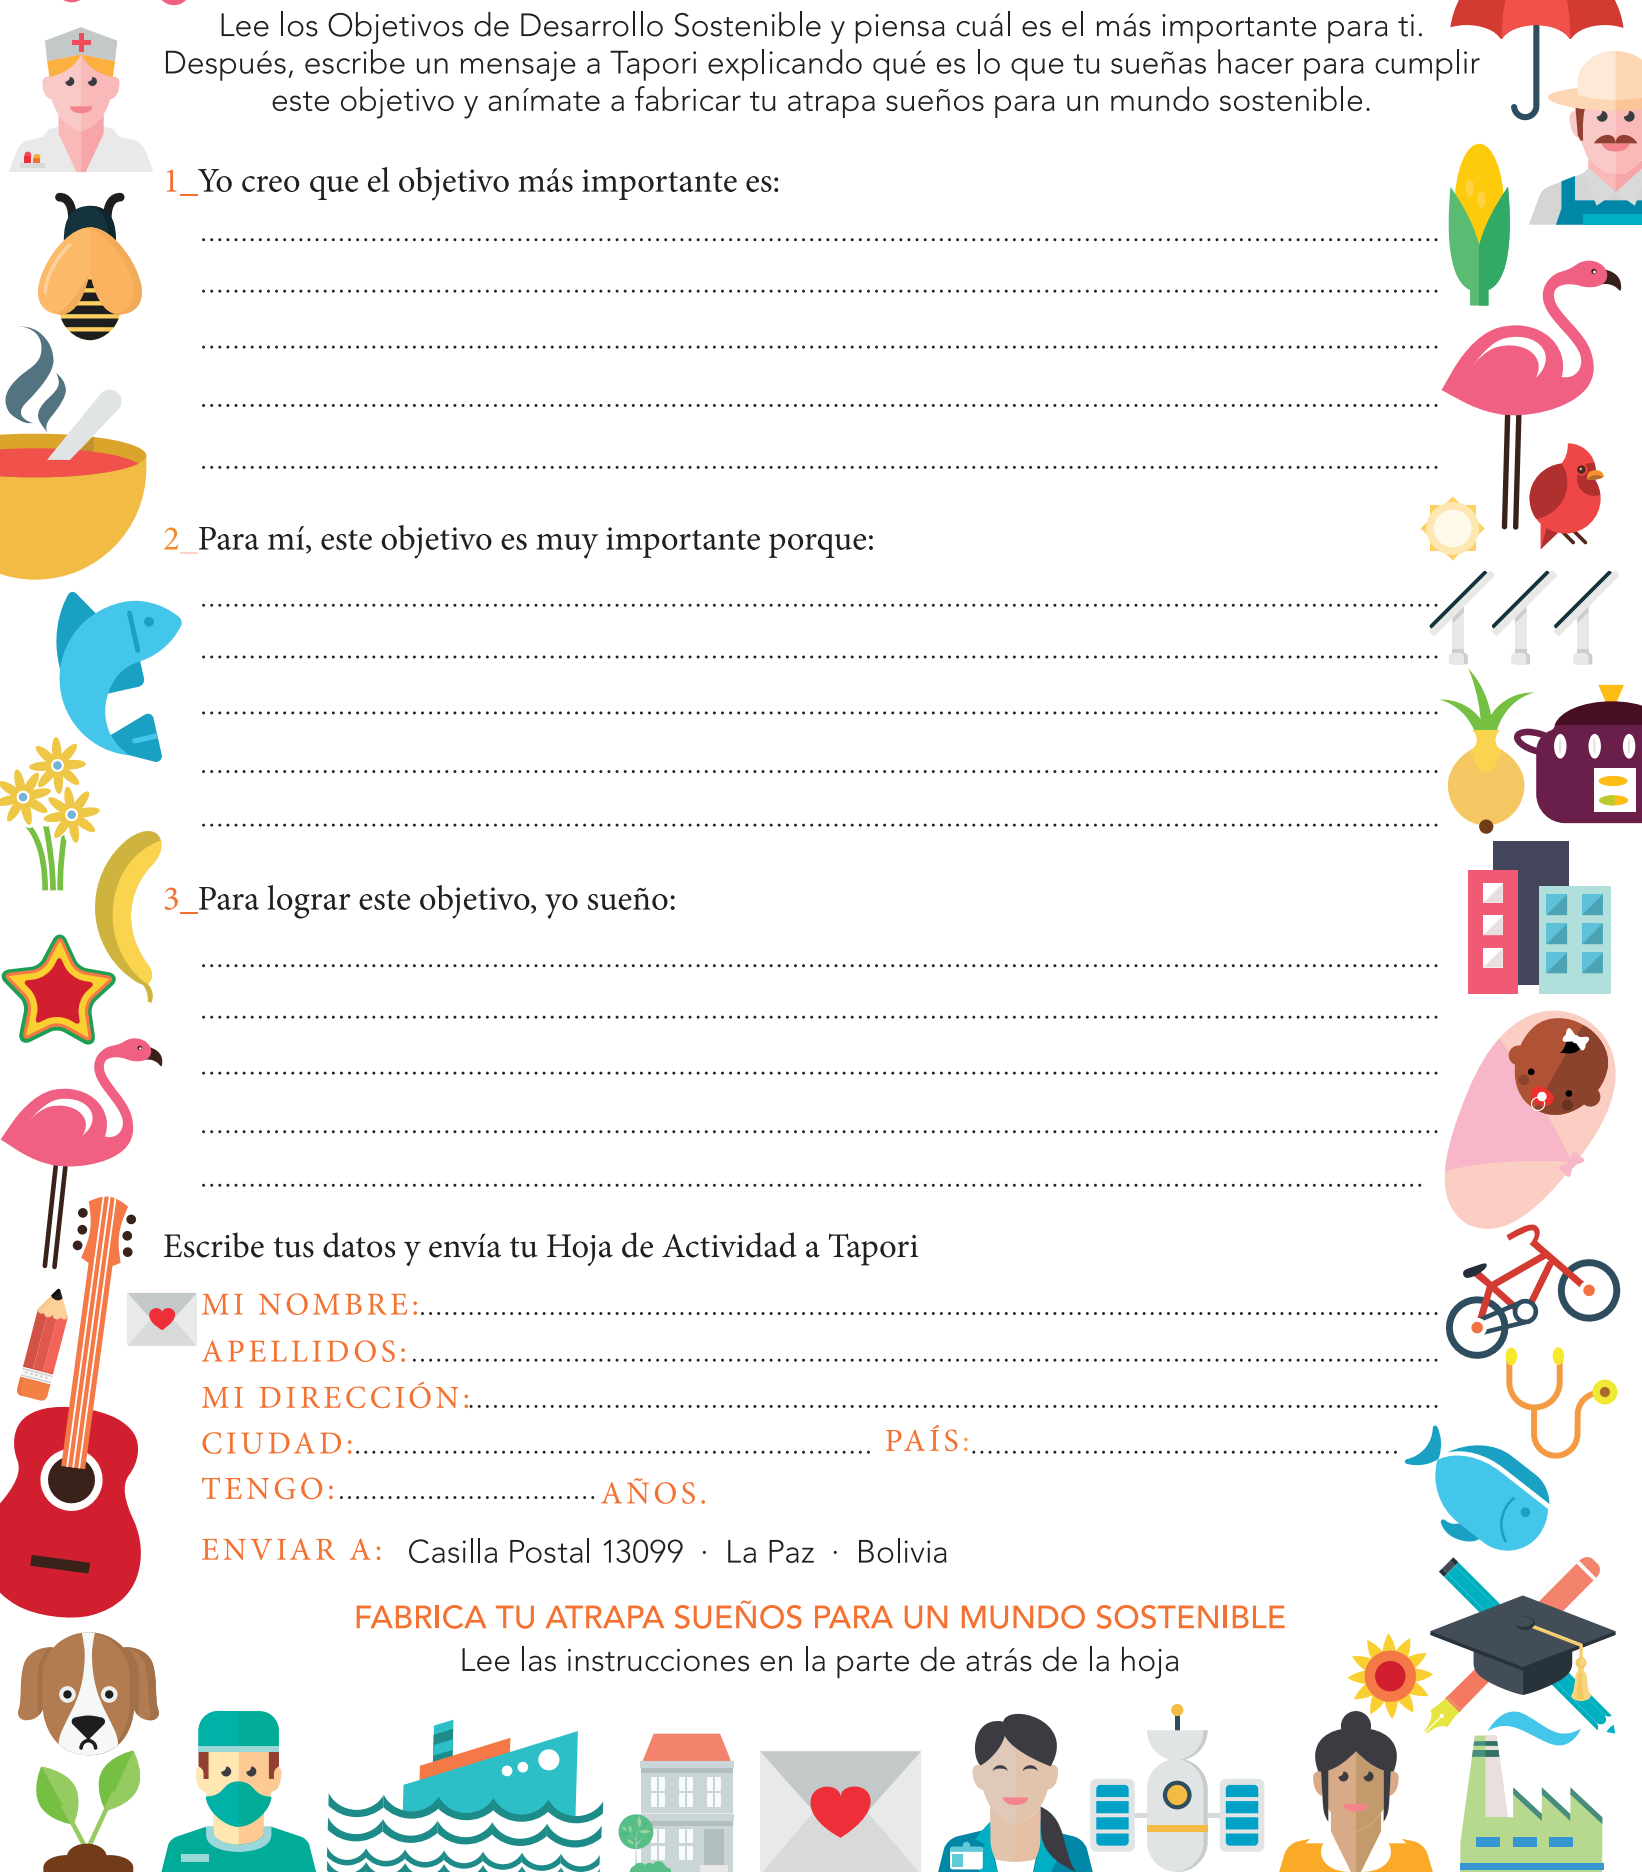 Lee los Objetivos de Desarrollo Sostenible y piensa cuál es el más importante para ti.
Después, escribe un mensaje a Tapori explicando qué es lo que tu sueñas hacer para cumplir
este objetivo y anímate a fabricar tu atrapa sueños para un mundo sostenible.
1_Yo creo que el objetivo más importante es:
2_Para mí, este objetivo es muy importante porque:
3_Para lograr este objetivo, yo sueño:
Escribe tus datos y envía tu Hoja de Actividad a Tapori
MI NOMBRE:
APELLIDOS:
MI DIRECCIÓN:
CIUDAD: PAÍS:
TENGO: AÑOS.
ENVIAR A: Casilla Postal 13099 · La Paz · Bolivia
FABRICA TU ATRAPA SUEÑOS PARA UN MUNDO SOSTENIBLE
Lee las instrucciones en la parte de atrás de la hoja